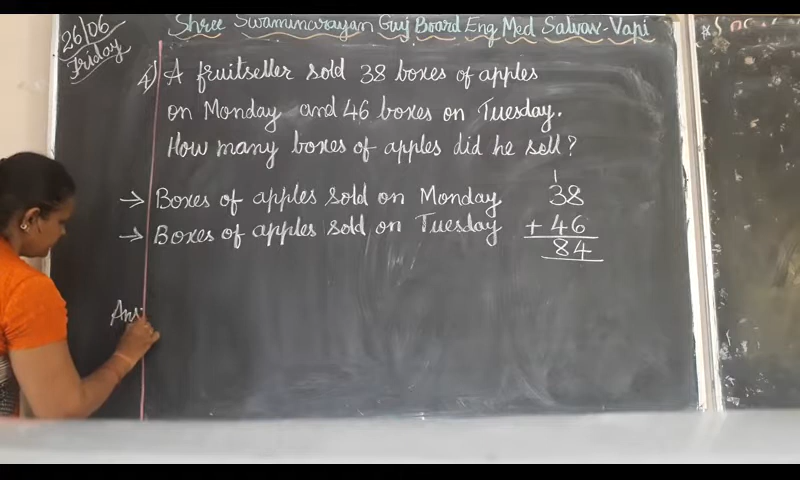 26/06
Friday
Shree Swaminarayan Guj Board Eng Med Salvav-Vapi
4) A fruitseller sold 38 boxes of apples
on Monday and 46 boxes on Tuesday.
How many boxes of apples did he sell?
1
→ Boxes of apples sold on Monday 38
→ Boxes of apples sold on Tuesday + 46
84
Ans: